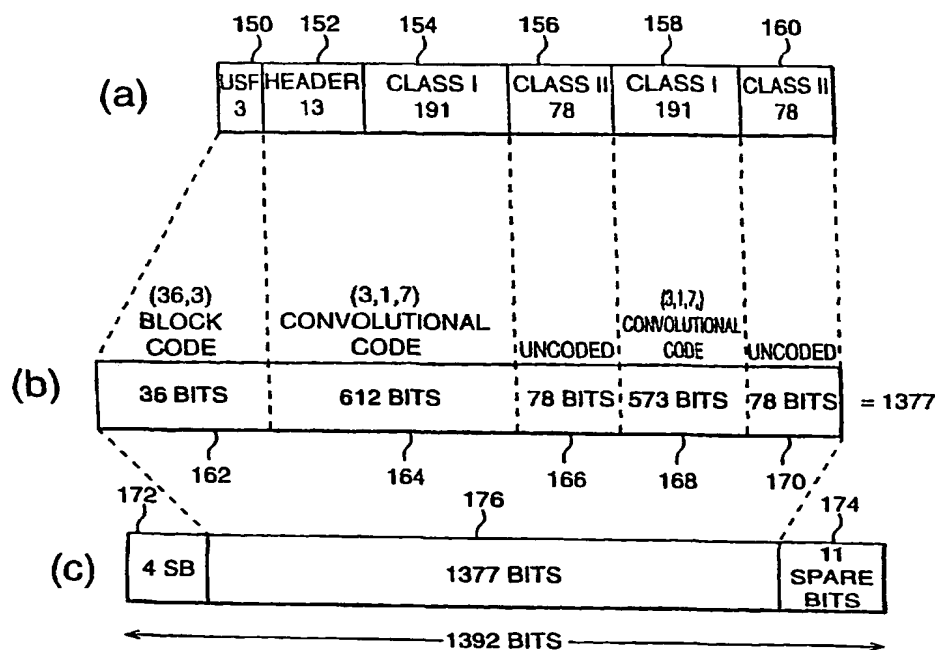 150 152 154 156 158 160
(a)
USF HEADER CLASS I CLASS II CLASS I CLASS II
3 13 191 78 191 78
(36,3) (3,1,7) (3,1,7,)
BLOCK CONVOLUTIONAL CONVOLUTIONAL
CODE CODE UNCODED CODE UNCODED
(b) 36 BITS 612 BITS 78 BITS 573 BITS 78 BITS = 1377
162 164 166 168 170
172 176 174
(c) 4 SB 1377 BITS 11
SPARE
BITS
1392 BITS